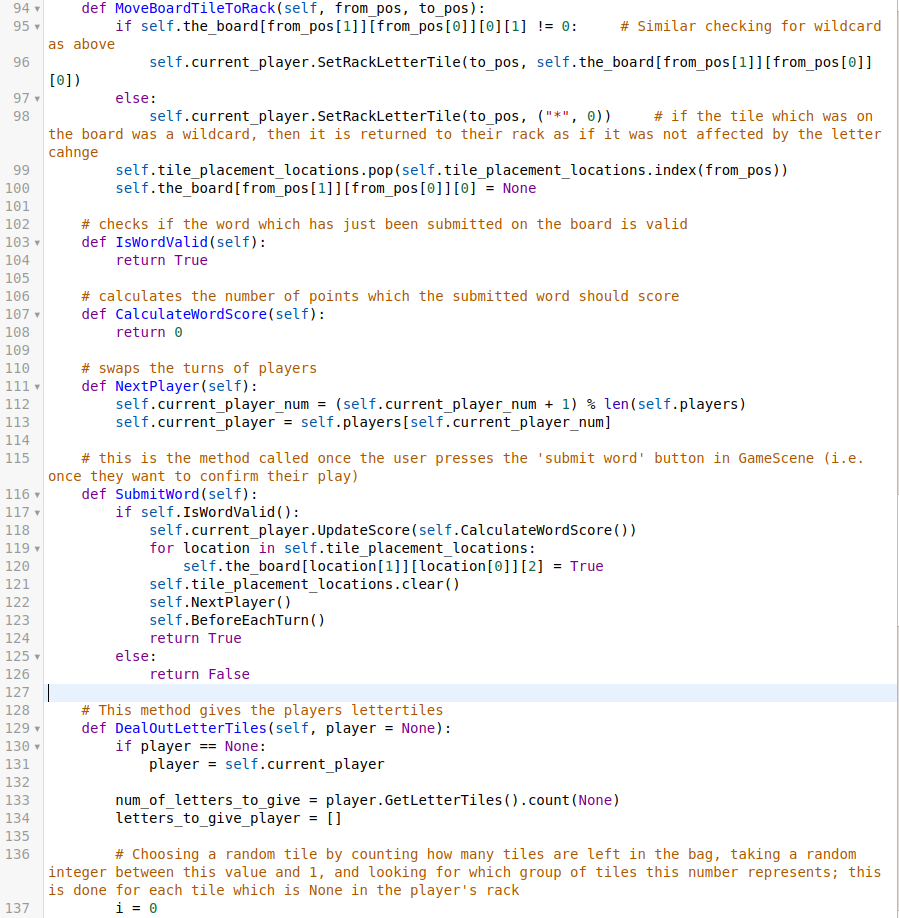 94 def MoveBoardTileToRack(self, from_pos, to_pos):
95 if self.the_board[from_pos[1]][from_pos[0]][0][1] != 0: # Similar checking for wildcard
as above
96 self.current_player.SetRackLetterTile(to_pos, self.the_board[from_pos[1]][from_pos[0]]
[0])
97 else:
98 self.current_player.SetRackLetterTile(to_pos, ("*", 0)) # if the tile which was on
the board was a wildcard, then it is returned to their rack as if it was not affected by the letter
cahnge
99 self.tile_placement_locations.pop(self.tile_placement_locations.index(from_pos))
100 self.the_board[from_pos[1]][from_pos[0]][0] = None
101
102 # checks if the word which has just been submitted on the board is valid
103 def IsWordValid(self):
104 return True
105
106 # calculates the number of points which the submitted word should score
107 def CalculateWordScore(self):
108 return 0
109
110 # swaps the turns of players
111 def NextPlayer(self):
112 self.current_player_num = (self.current_player_num + 1) % len(self.players)
113 self.current_player = self.players[self.current_player_num]
114
115 # this is the method called once the user presses the 'submit word' button in GameScene (i.e.
once they want to confirm their play)
116 def SubmitWord(self):
117 if self.IsWordValid():
118 self.current_player.UpdateScore(self.CalculateWordScore())
119 for location in self.tile_placement_locations:
120 self.the_board[location[1]][location[0]][2] = True
121 self.tile_placement_locations.clear()
122 self.NextPlayer()
123 self.BeforeEachTurn()
124 return True
125 else:
126 return False
127
128 # This method gives the players lettertiles
129 def DealOutLetterTiles(self, player = None):
130 if player == None:
131 player = self.current_player
132
133 num_of_letters_to_give = player.GetLetterTiles().count(None)
134 letters_to_give_player = []
135
136 # Choosing a random tile by counting how many tiles are left in the bag, taking a random
integer between this value and 1, and looking for which group of tiles this number represents; this
is done for each tile which is None in the player's rack
137 i = 0